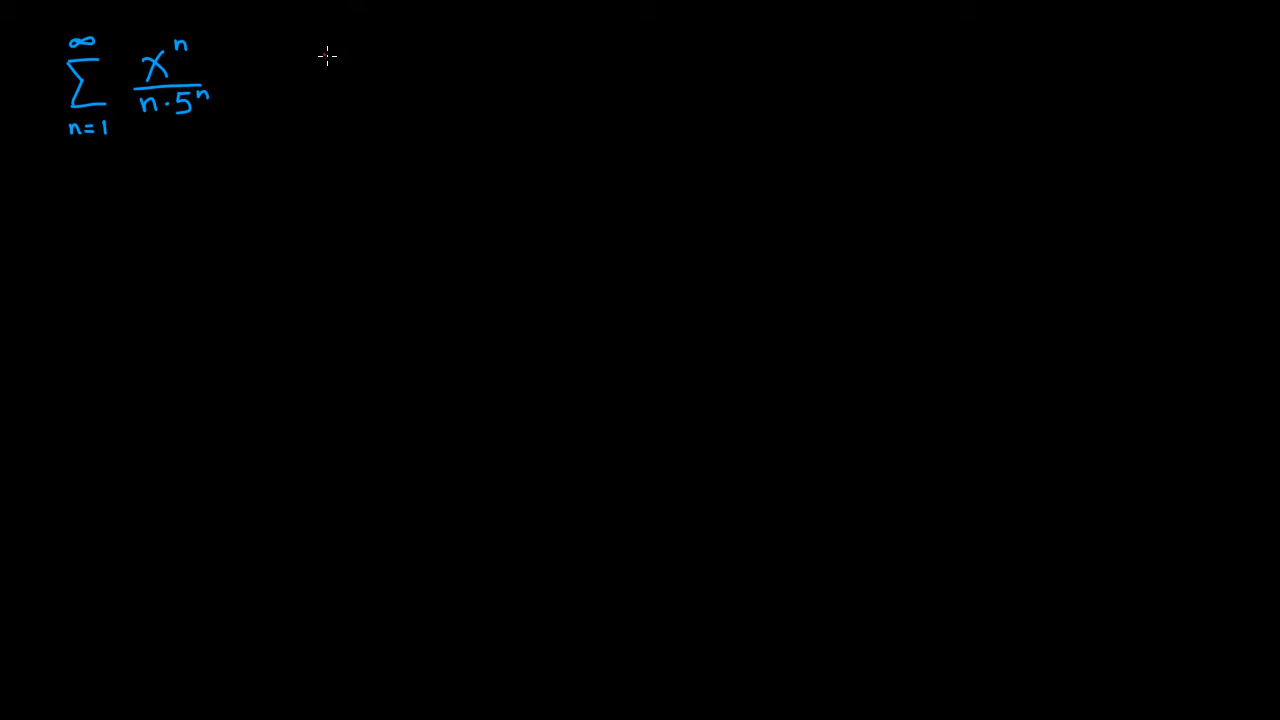 ∞
∑ xⁿ / n·5ⁿ
n=1